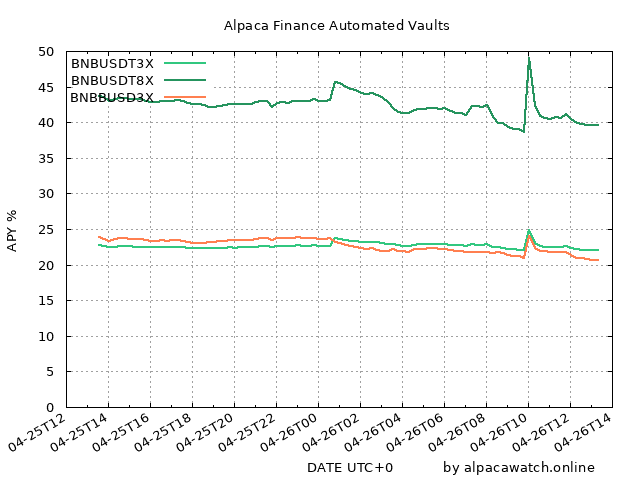 Alpaca Finance Automated Vaults
BNBUSDT3X
BNBUSDT8X
BNBBUSD3X
50
45
40
35
30
25
20
15
10
5
0
APY %
04-25T12
04-25T14
04-25T16
04-25T18
04-25T20
04-25T22
04-26T00
04-26T02
04-26T04
04-26T06
04-26T08
04-26T10
04-26T12
04-26T14
DATE UTC+0
by alpacawatch.online